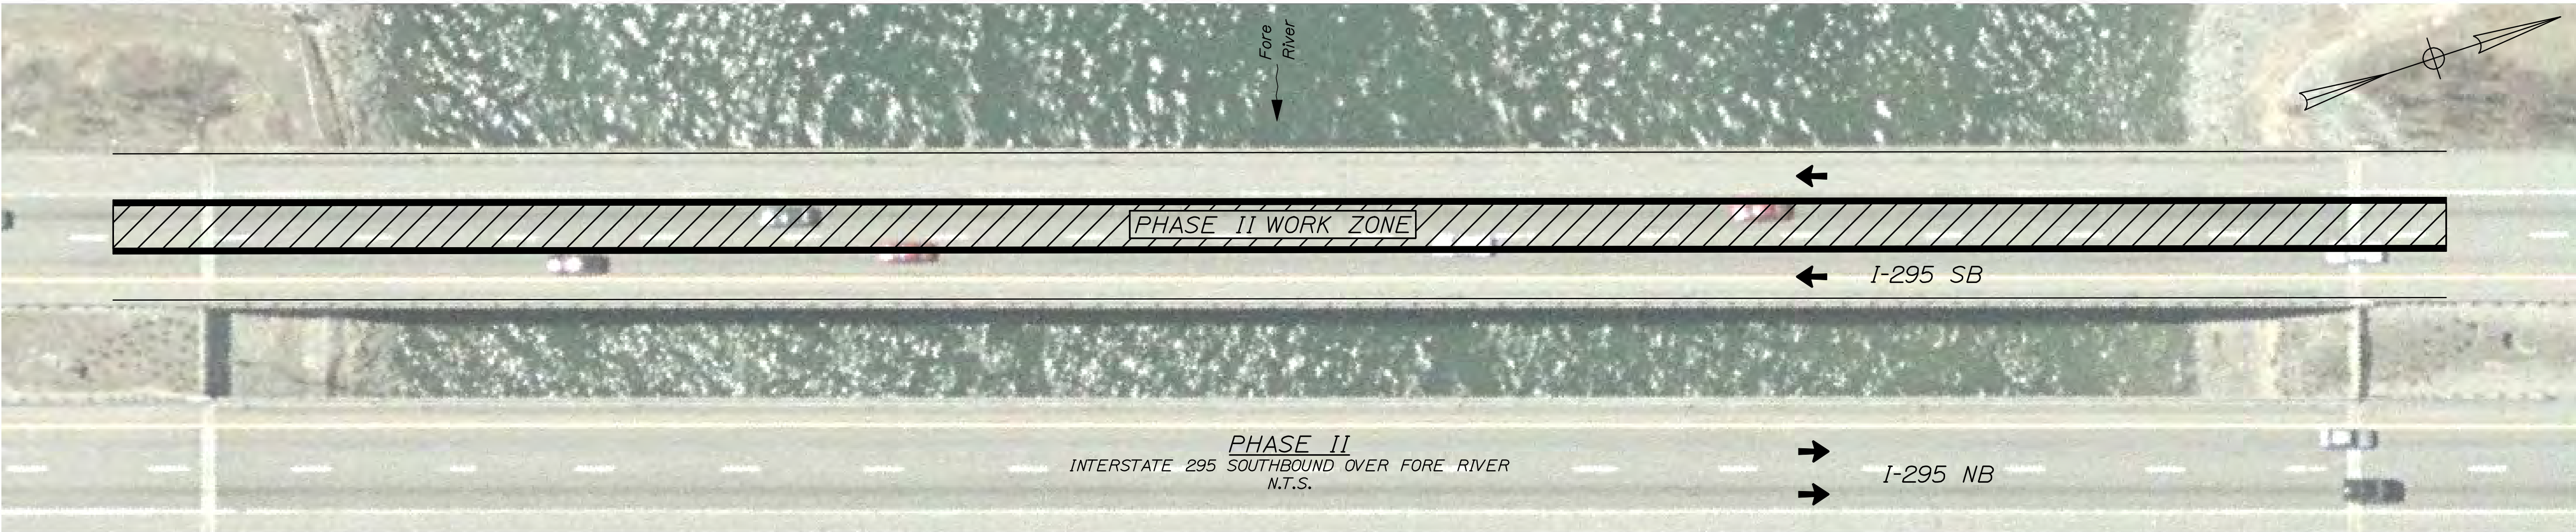 Fore
River
PHASE II WORK ZONE
I-295 SB
PHASE II
INTERSTATE 295 SOUTHBOUND OVER FORE RIVER
N.T.S.
I-295 NB